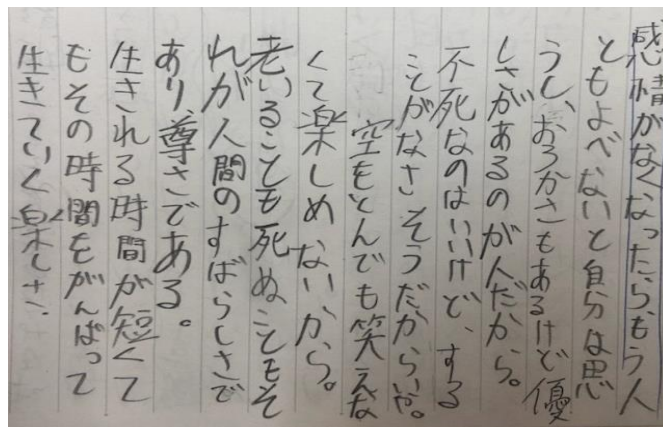 感情がなくなったらもう人
ともよべないと自分は思
うし、おろかさもあるけど優
しさがあるのが人だから。
不死なのはいいけど、する
ことがなさそうだからいや。
空をとんでも笑えな
くて楽しめないから。
老いることも死ぬこともそ
れが人間のすばらしさで
あり、尊さである。
生きれる時間が短くて
もその時間をがんばって
生きていく楽しさ。